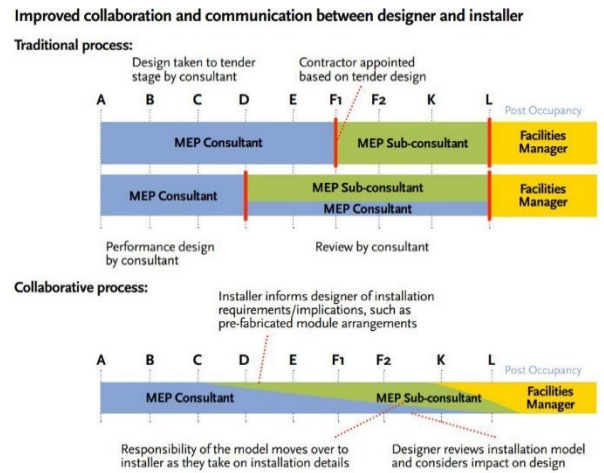 Improved collaboration and communication between designer and installer
Traditional process:
Design taken to tender
stage by consultant
Contractor appointed
based on tender design
A B C D E F1 F2 K L
Post Occupancy
MEP Consultant
MEP Sub-consultant
Facilities
Manager
MEP Consultant
MEP Sub-consultant
MEP Consultant
Facilities
Manager
Performance design
by consultant
Review by consultant
Collaborative process:
Installer informs designer of installation
requirements/implications, such as
pre-fabricated module arrangements
A B C D E F1 F2 K L
Post Occupancy
MEP Consultant
MEP Sub-consultant
Facilities
Manager
Responsibility of the model moves over to
installer as they take on installation details
Designer reviews installation model
and considers impact on design